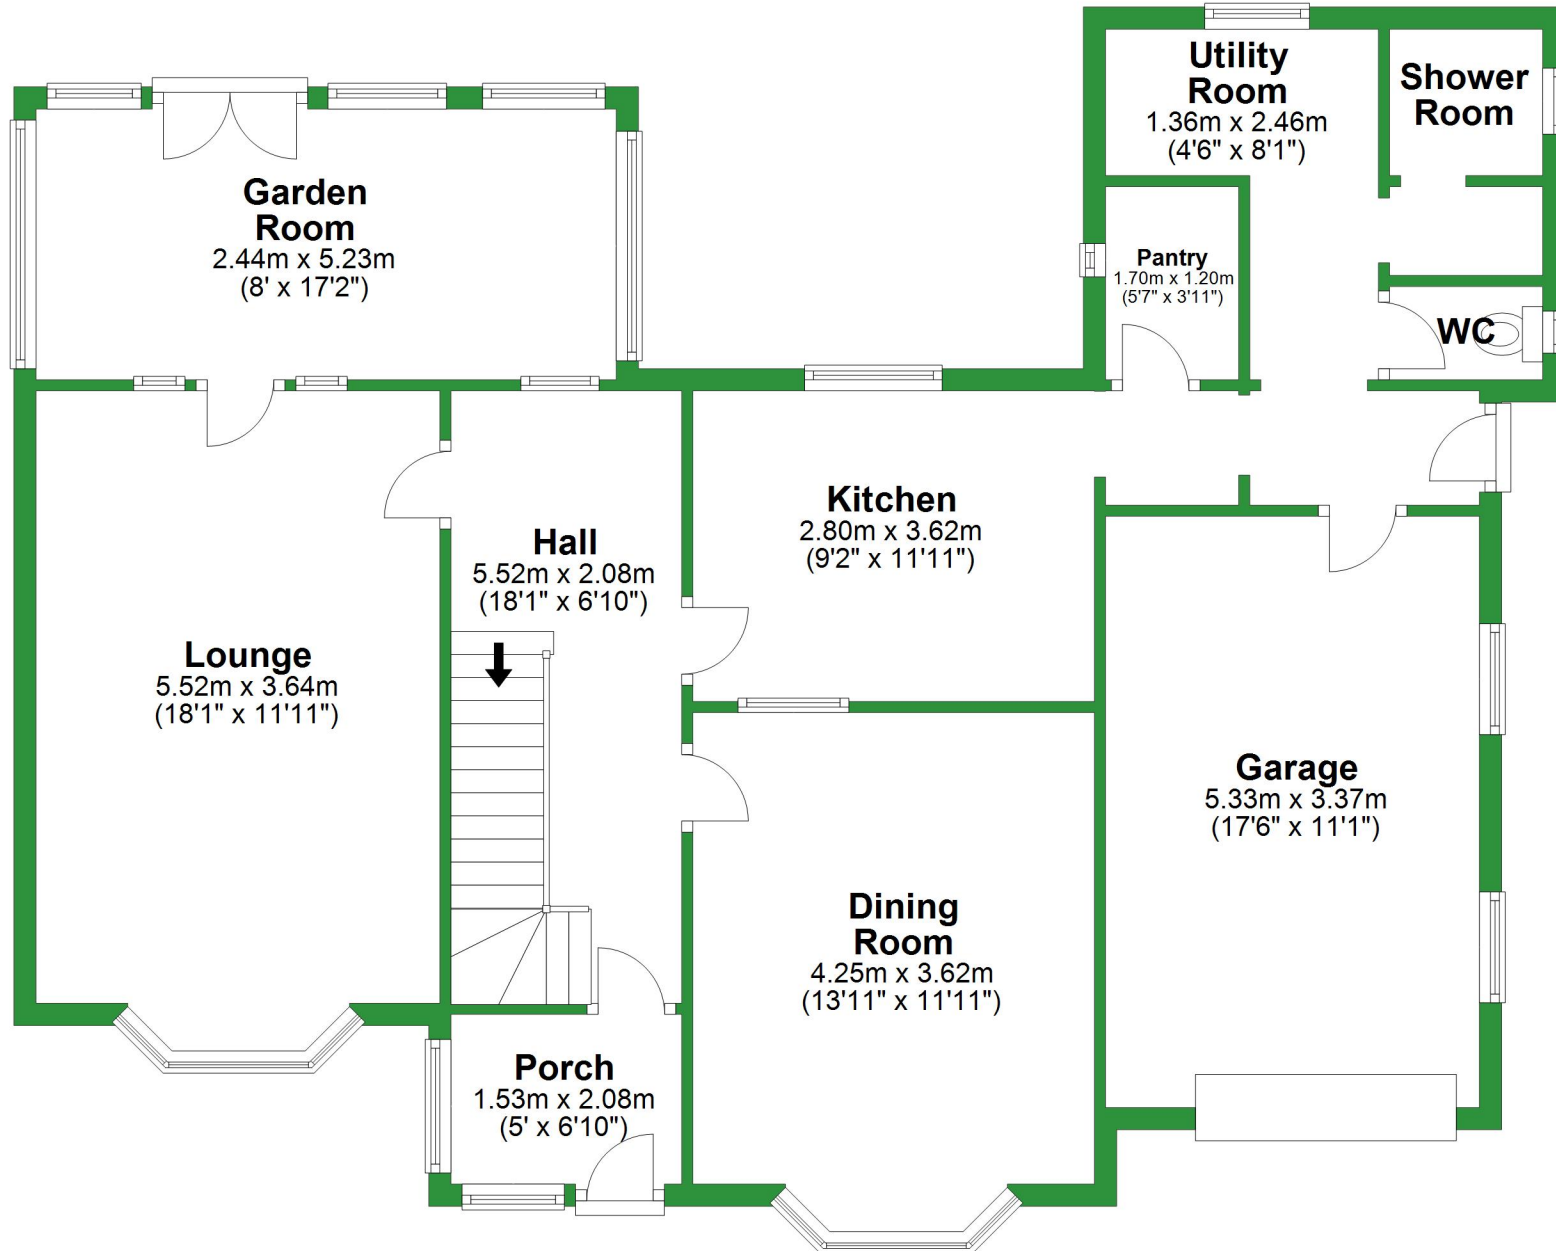 Utility
Room
1.36m x 2.46m
(4'6" x 8'1")
Shower
Room
Garden
Room
2.44m x 5.23m
(8' x 17'2")
Pantry
1.70m x 1.20m
(5'7" x 3'11")
WC
Kitchen
2.80m x 3.62m
(9'2" x 11'11")
Hall
5.52m x 2.08m
(18'1" x 6'10")
Lounge
5.52m x 3.64m
(18'1" x 11'11")
Garage
5.33m x 3.37m
(17'6" x 11'1")
Dining
Room
4.25m x 3.62m
(13'11" x 11'11")
Porch
1.53m x 2.08m
(5' x 6'10")